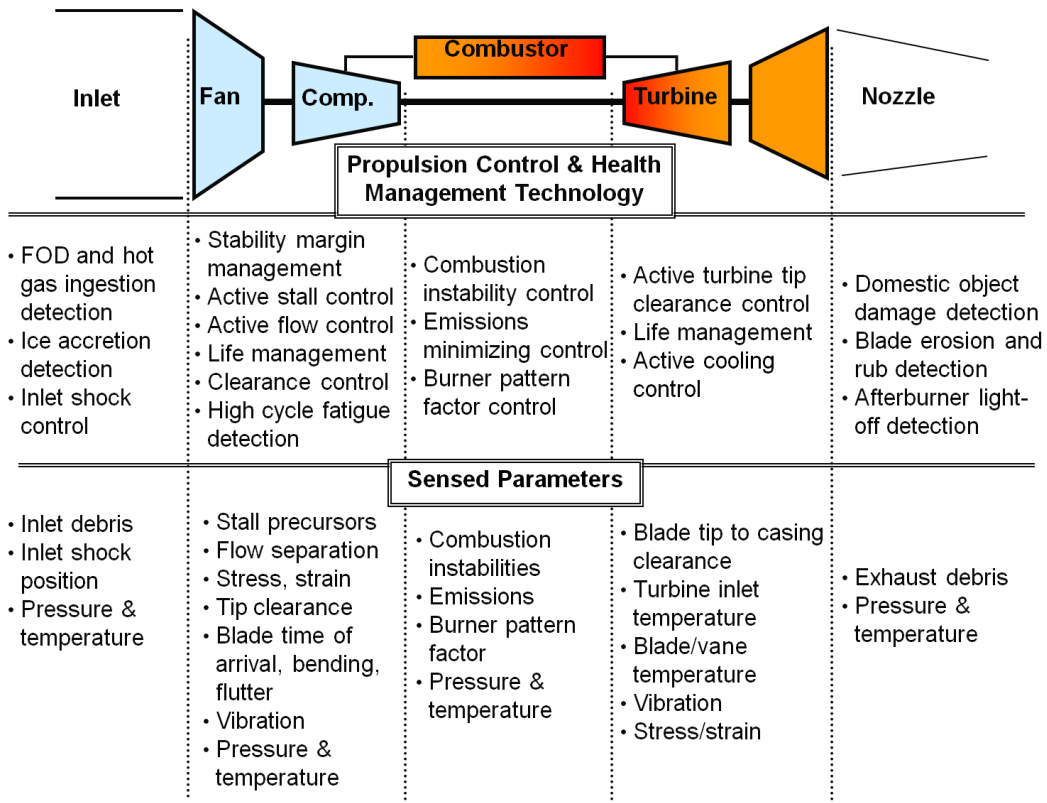 Inlet
Fan
Comp.
Combustor
Turbine
Nozzle
Propulsion Control & Health
Management Technology
• FOD and hot
gas ingestion
detection
• Ice accretion
detection
• Inlet shock
control
• Stability margin
management
• Active stall control
• Active flow control
• Life management
• Clearance control
• High cycle fatigue
detection
• Combustion
instability control
• Emissions
minimizing control
• Burner pattern
factor control
• Active turbine tip
clearance control
• Life management
• Active cooling
control
• Domestic object
damage detection
• Blade erosion and
rub detection
• Afterburner light-
off detection
Sensed Parameters
• Inlet debris
• Inlet shock
position
• Pressure &
temperature
• Stall precursors
• Flow separation
• Stress, strain
• Tip clearance
• Blade time of
arrival, bending,
flutter
• Vibration
• Pressure &
temperature
• Combustion
instabilities
• Emissions
• Burner pattern
factor
• Pressure &
temperature
• Blade tip to casing
clearance
• Turbine inlet
temperature
• Blade/vane
temperature
• Vibration
• Stress/strain
• Exhaust debris
• Pressure &
temperature